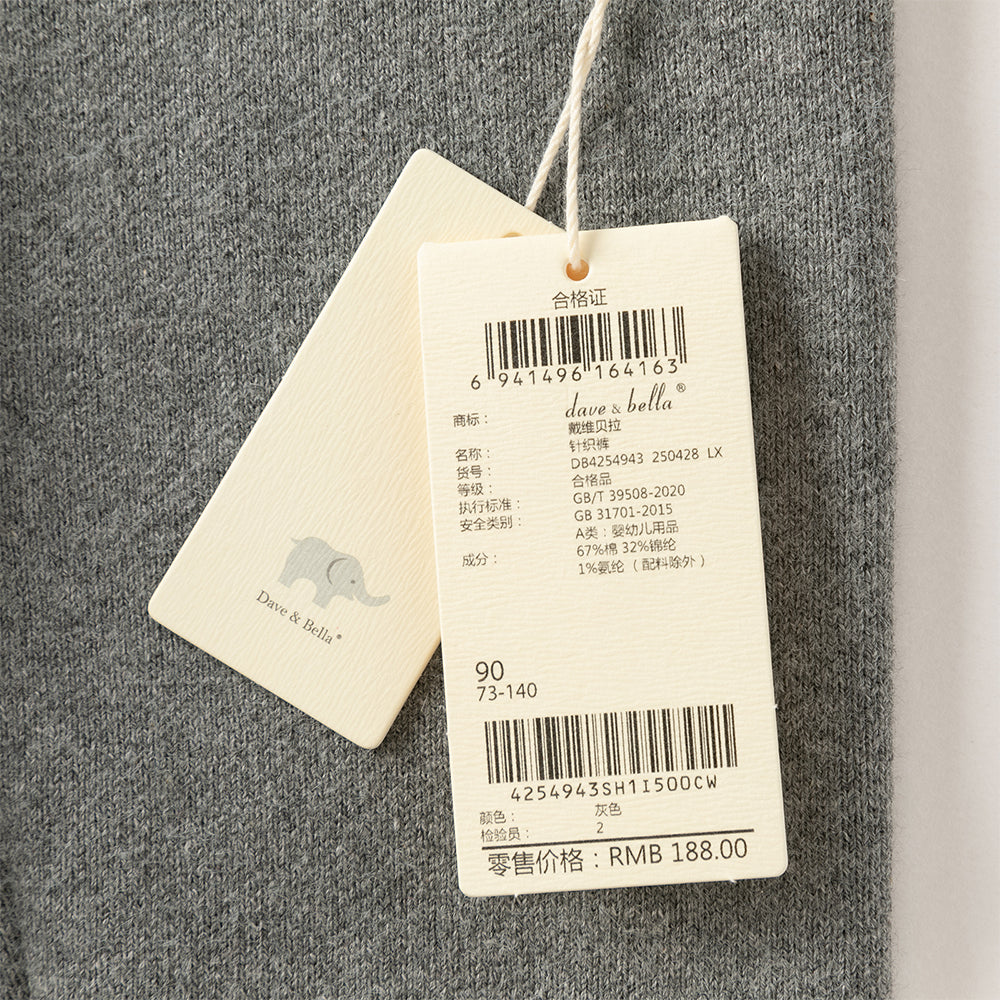 合格证
6 941496 164163
商标： dave & bella®
戴维贝拉
名称： 针织裤
货号： DB4254943 250428 LX
等级： 合格品
执行标准： GB/T 39508-2020
GB 31701-2015
安全类别： A类：婴幼儿用品
成分： 67%棉 32%锦纶
1%氨纶（配料除外）
90
73-140
4254943SH1I500CW
颜色： 灰色
检验员： 2
零售价格：RMB 188.00
Dave & Bella®